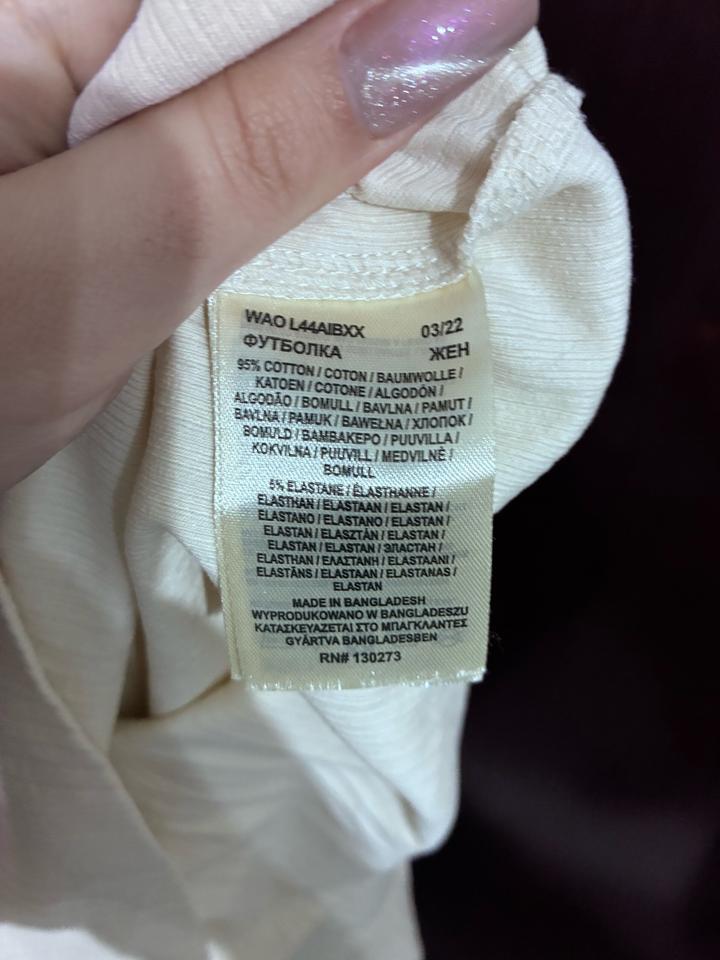 WAO L44AIBXX 03/22
ФУТБОЛКА ЖЕН
95% COTTON / COTON / BAUMWOLLE /
KATOEN / COTONE / ALGODÓN /
ALGODÃO / BOMULL / BAVLNA / PAMUT /
BAVLNA / PAMUK / BAWEŁNA / ХЛОПОК /
BOMULD / ΒΑΜΒΑΚΕΡΟ / PUUVILLA /
KOKVILNA / PUUVILL / MEDVILNĖ /
BOMULL
5% ELASTANE / ÉLASTHANNE /
ELASTHAN / ELASTAAN / ELASTAN /
ELASTANO / ELASTANO / ELASTAN /
ELASTAN / ELASZTÁN / ELASTAN /
ELASTAN / ELASTAN / ЭЛАСТАН /
ELASTHAN / ΕΛΑΣΤΑΝΗ / ELASTAANI /
ELASTĀNS / ELASTAAN / ELASTANAS /
ELASTAN
MADE IN BANGLADESH
WYPRODUKOWANO W BANGLADESZU
ΚΑΤΑΣΚΕΥΑΖΕΤΑΙ ΣΤΟ ΜΠΑΓΚΛΑΝΤΕΣ
GYÁRTVA BANGLADESBEN
RN# 130273